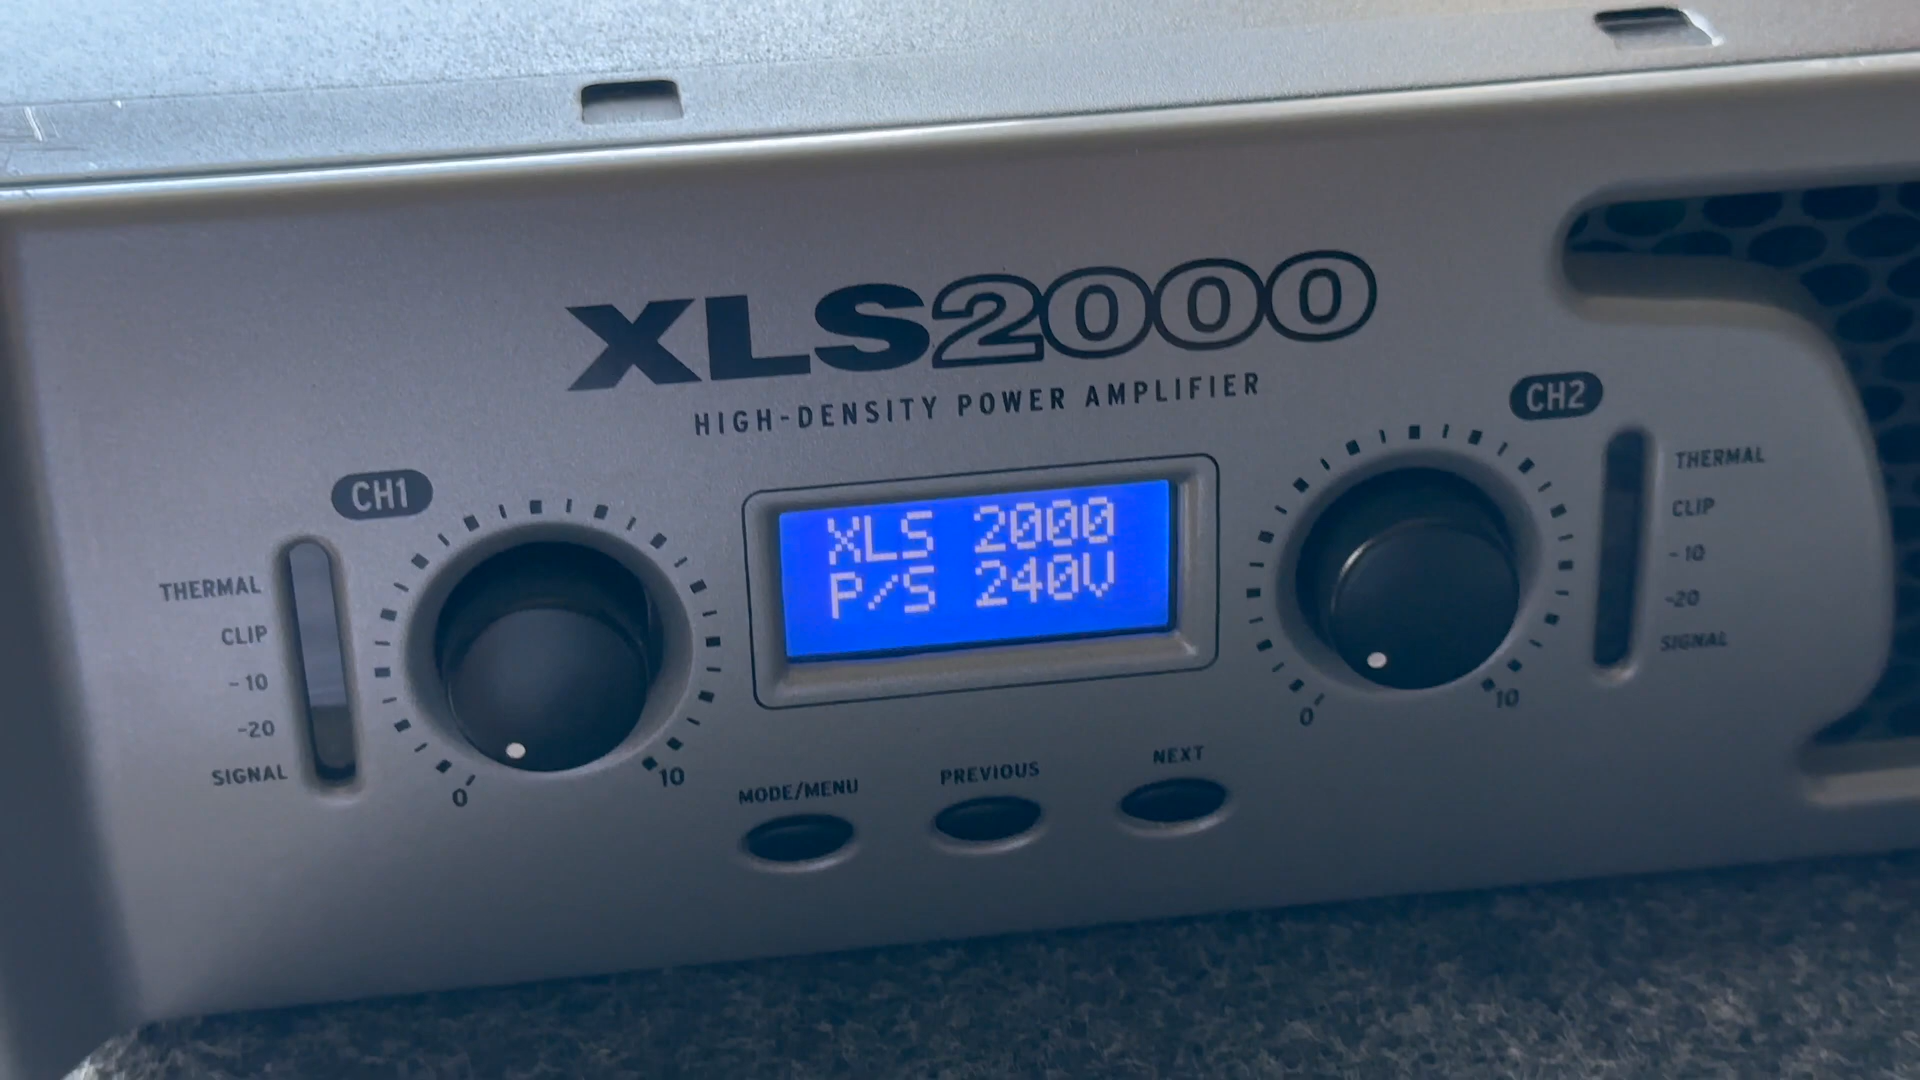 XLS2000
HIGH-DENSITY POWER AMPLIFIER
CH1
THERMAL
CLIP
-10
-20
SIGNAL
0
10
XLS 2000
P/S 240V
MODE/MENU
PREVIOUS
NEXT
CH2
0
10
THERMAL
CLIP
-10
-20
SIGNAL